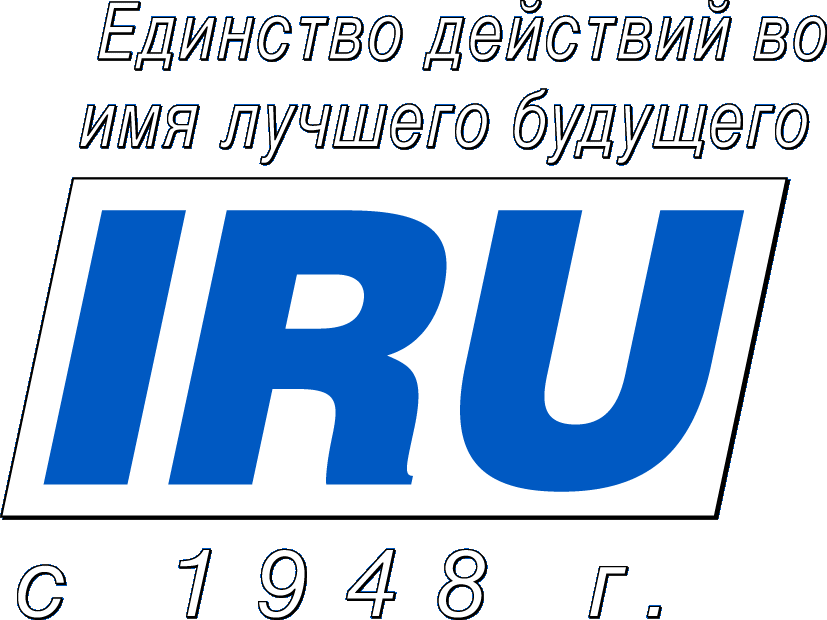 Единство действий во
имя лучшего будущего
IRU
с 1948 г.